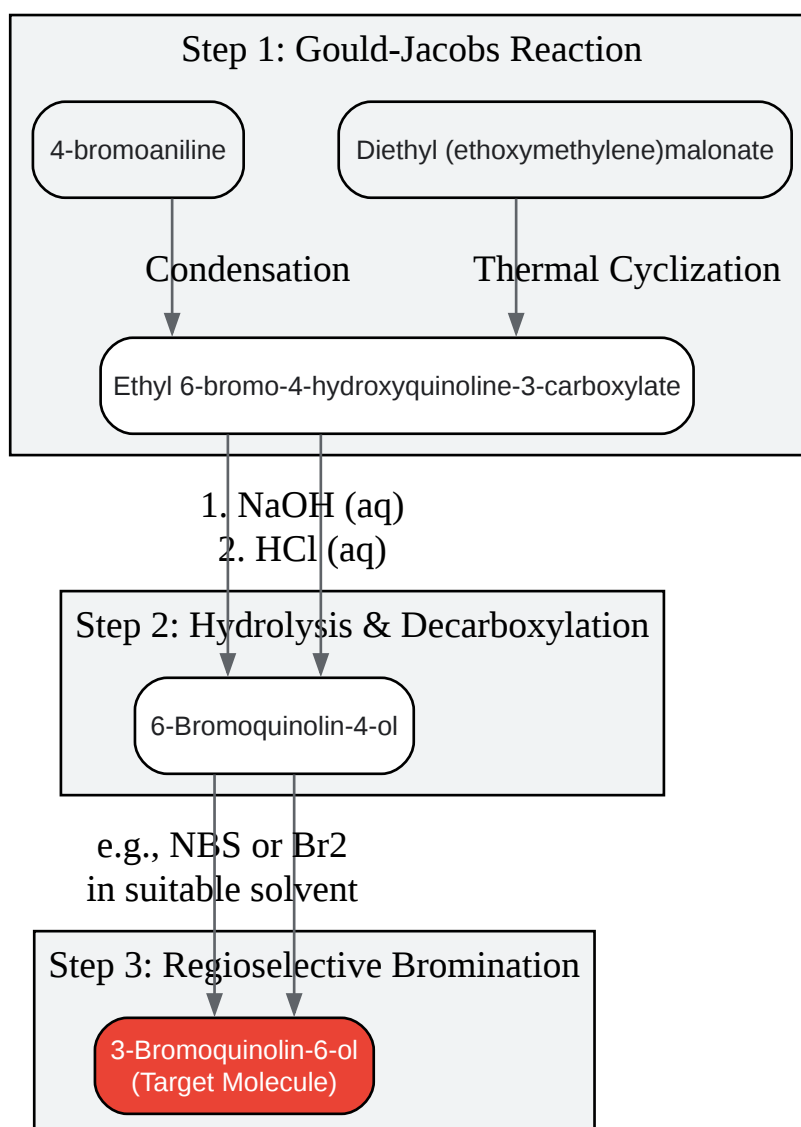 Step 1: Gould-Jacobs Reaction
4-bromoaniline
Diethyl (ethoxymethylene)malonate
Condensation
Thermal Cyclization
Ethyl 6-bromo-4-hydroxyquinoline-3-carboxylate
1. NaOH (aq)
2. HCl (aq)
Step 2: Hydrolysis & Decarboxylation
6-Bromoquinolin-4-ol
e.g., NBS or Br2
in suitable solvent
Step 3: Regioselective Bromination
3-Bromoquinolin-6-ol
(Target Molecule)